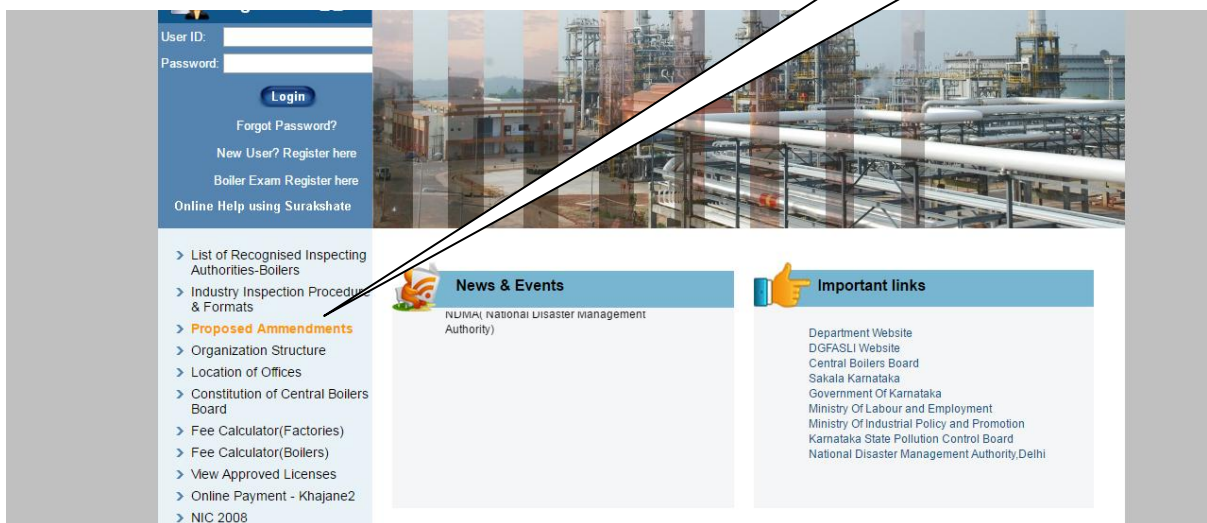 User ID:
Password:
Login
Forgot Password?
New User? Register here
Boiler Exam Register here
Online Help using Surakshate
List of Recognised Inspecting
Authorities-Boilers
Industry Inspection Procedure
& Formats
Proposed Ammendments
Organization Structure
Location of Offices
Constitution of Central Boilers
Board
Fee Calculator(Factories)
Fee Calculator(Boilers)
View Approved Licenses
Online Payment - Khajane2
NIC 2008
News & Events
NDMA( National Disaster Management
Authority)
Important links
Department Website
DGFASLI Website
Central Boilers Board
Sakala Karnataka
Government Of Karnataka
Ministry Of Labour and Employment
Ministry Of Industrial Policy and Promotion
Karnataka State Pollution Control Board
National Disaster Management Authority,Delhi